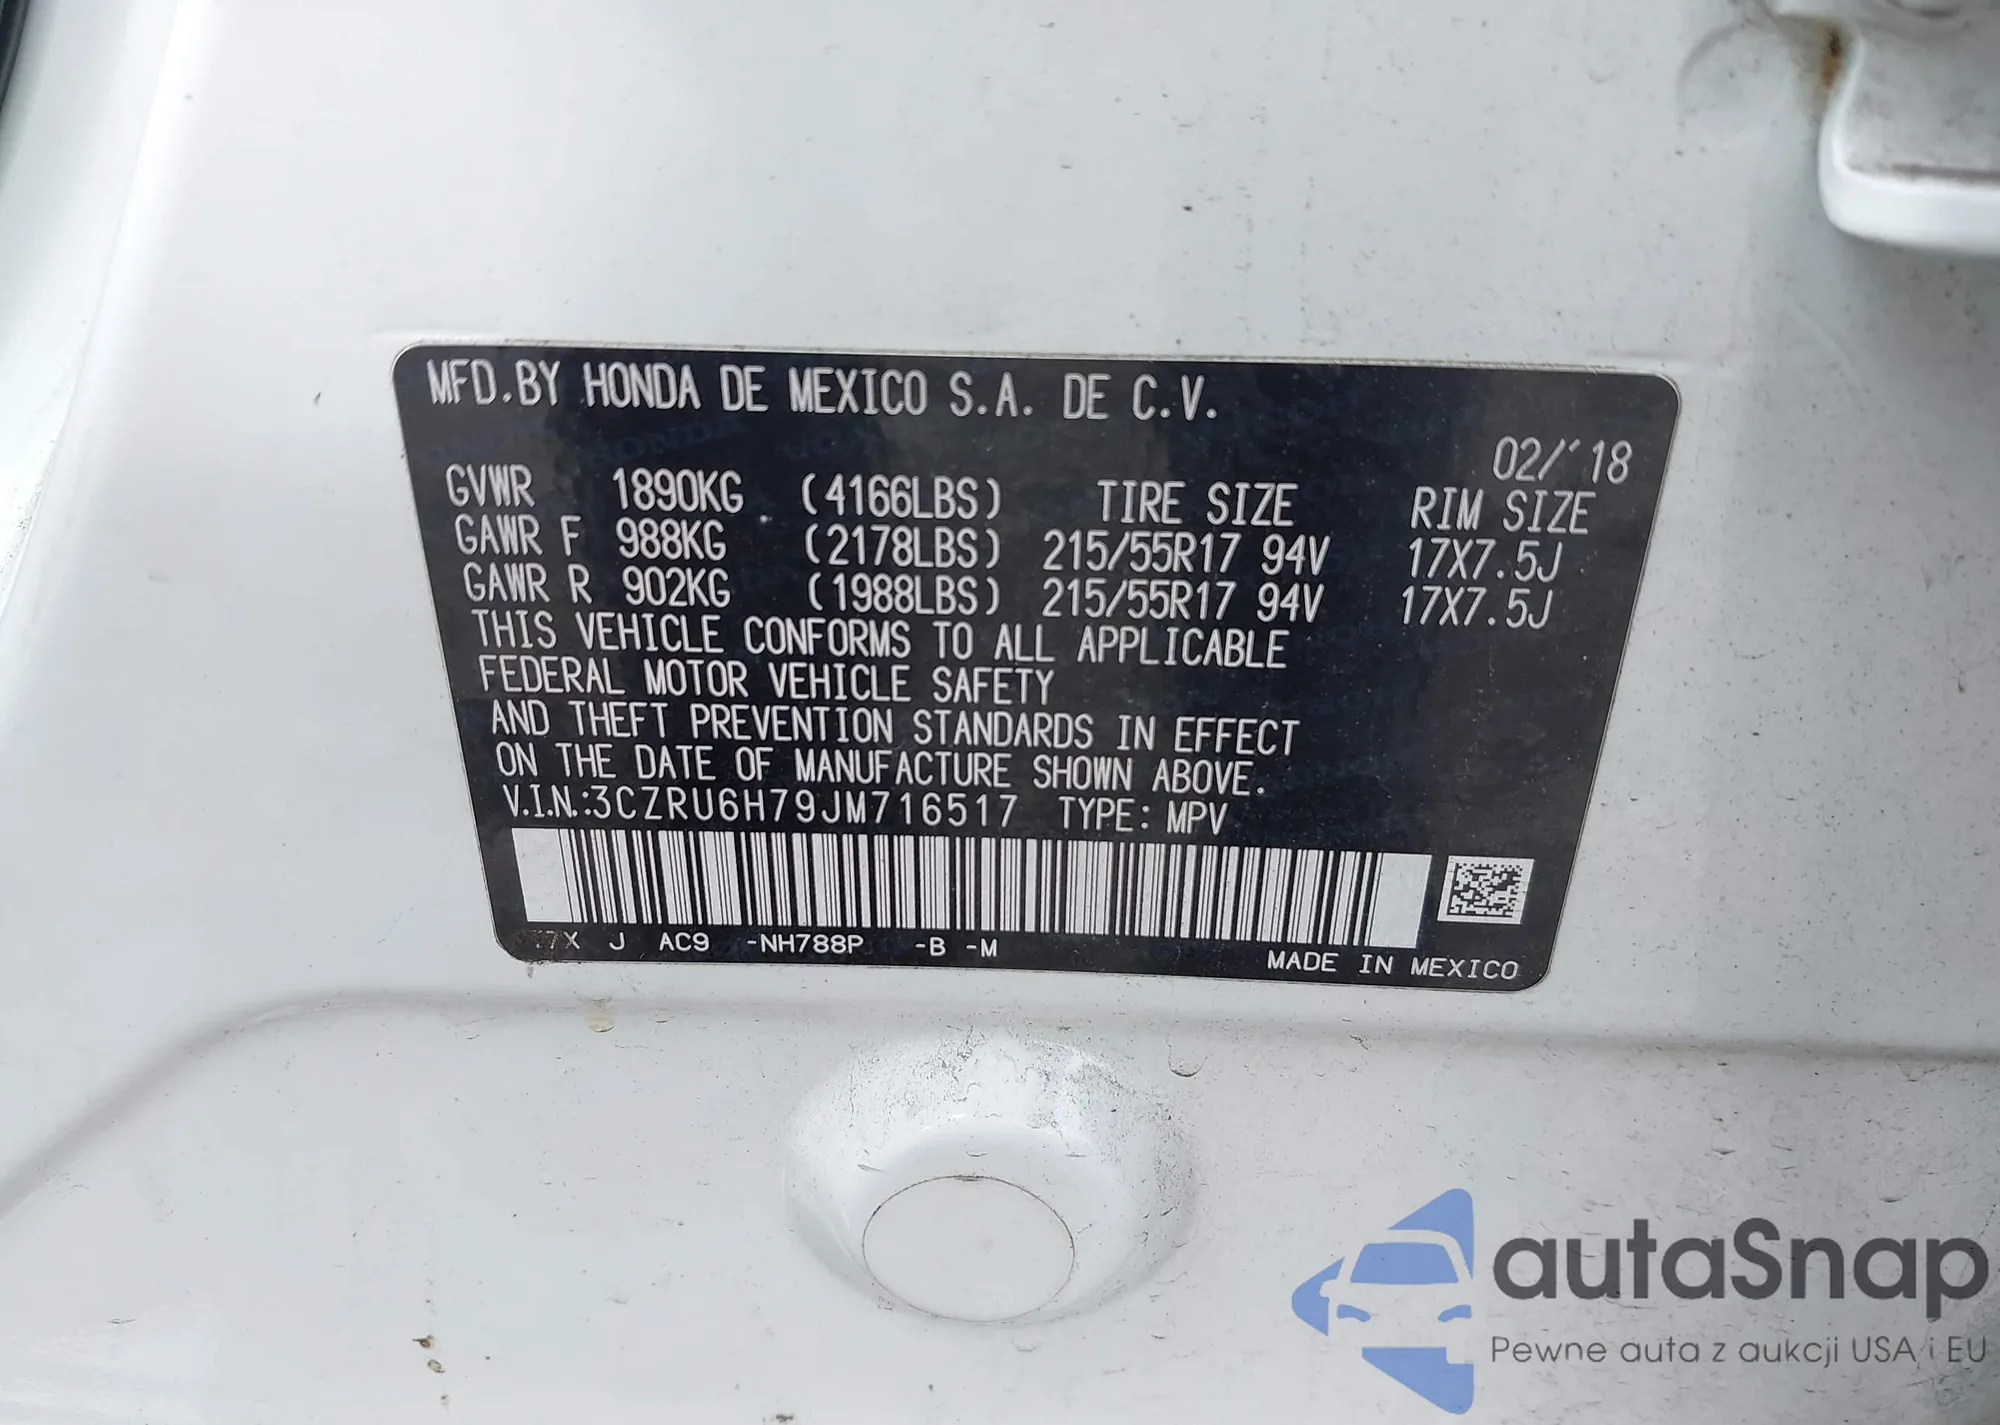 MFD.BY HONDA DE MEXICO S.A. DE C.V.
02/'18
GVWR 1890KG (4166LBS) TIRE SIZE RIM SIZE
GAWR F 988KG (2178LBS) 215/55R17 94V 17X7.5J
GAWR R 902KG (1988LBS) 215/55R17 94V 17X7.5J
THIS VEHICLE CONFORMS TO ALL APPLICABLE
FEDERAL MOTOR VEHICLE SAFETY
AND THEFT PREVENTION STANDARDS IN EFFECT
ON THE DATE OF MANUFACTURE SHOWN ABOVE.
V.I.N.:3CZRU6H79JM716517 TYPE: MPV
J AC9 -NH788P -B -M
MADE IN MEXICO
autaSnap
Pewne auta z aukcji USA i EU